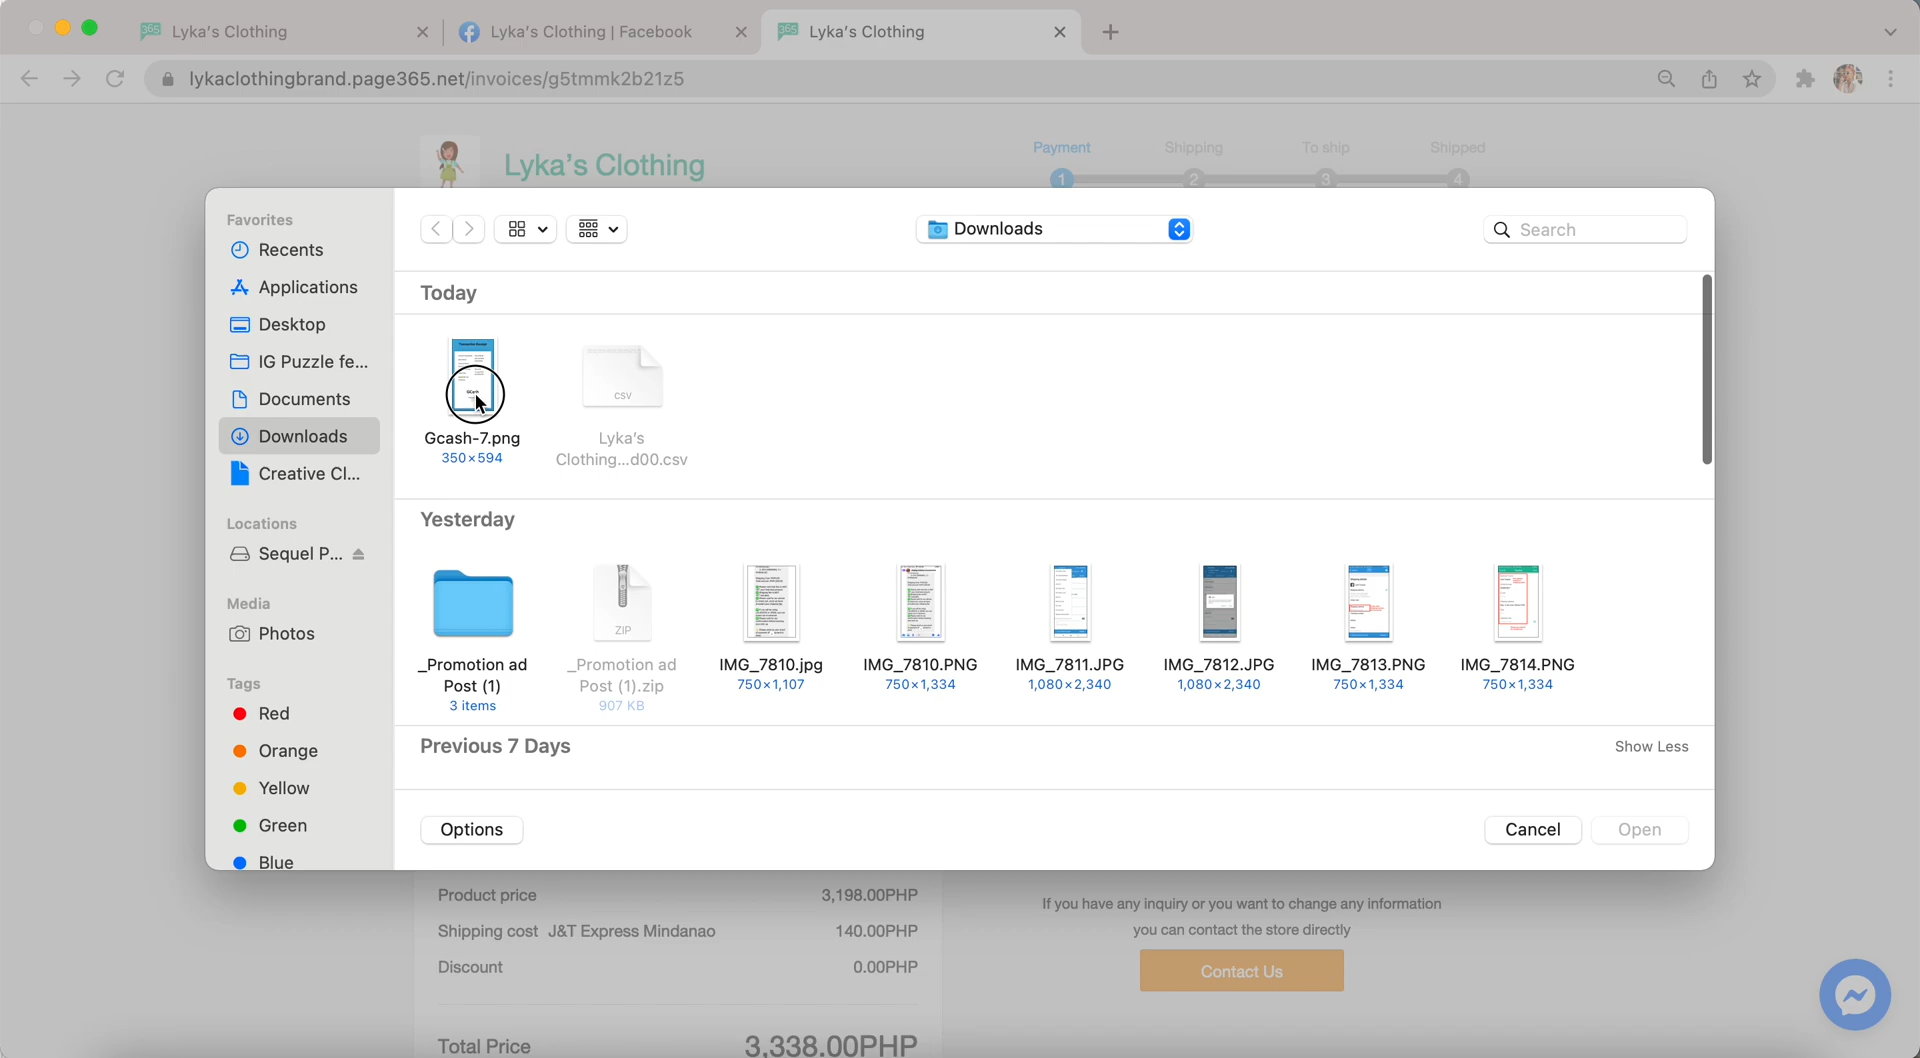 Lyka's Clothing
Lyka's Clothing | Facebook
Lyka's Clothing
lykaclothingbrand.page365.net/invoices/g5tmmk2b21z5
Lyka's Clothing
Payment
Shipping
To ship
Shipped
1
2
3
4
Favorites
Recents
Applications
Desktop
IG Puzzle fe...
Documents
Downloads
Creative Cl...
Locations
Sequel P...
Media
Photos
Tags
Red
Orange
Yellow
Green
Blue
Downloads
Search
Today
Gcash-7.png
350×594
csv
Lyka's
Clothing...d00.csv
Yesterday
_Promotion ad
Post (1)
3 items
ZIP
_Promotion ad
Post (1).zip
907 KB
IMG_7810.jpg
750×1,107
IMG_7810.PNG
750×1,334
IMG_7811.JPG
1,080×2,340
IMG_7812.JPG
1,080×2,340
IMG_7813.PNG
750×1,334
IMG_7814.PNG
750×1,334
Previous 7 Days
Show Less
Options
Cancel
Open
Product price 3,198.00PHP
Shipping cost J&T Express Mindanao 140.00PHP
Discount 0.00PHP
Total Price 3,338.00PHP
If you have any inquiry or you want to change any information
you can contact the store directly
Contact Us